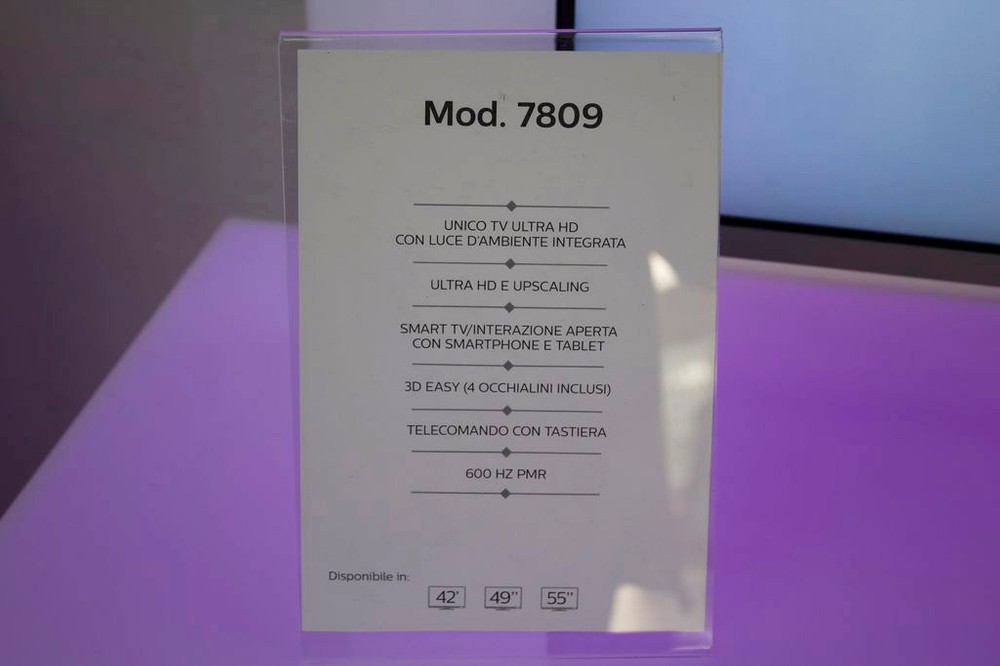 Mod. 7809
UNICO TV ULTRA HD
CON LUCE D'AMBIENTE INTEGRATA
ULTRA HD E UPSCALING
SMART TV/INTERAZIONE APERTA
CON SMARTPHONE E TABLET
3D EASY (4 OCCHIALINI INCLUSI)
TELECOMANDO CON TASTIERA
600 HZ PMR
Disponibile in:
42' 49'' 55''